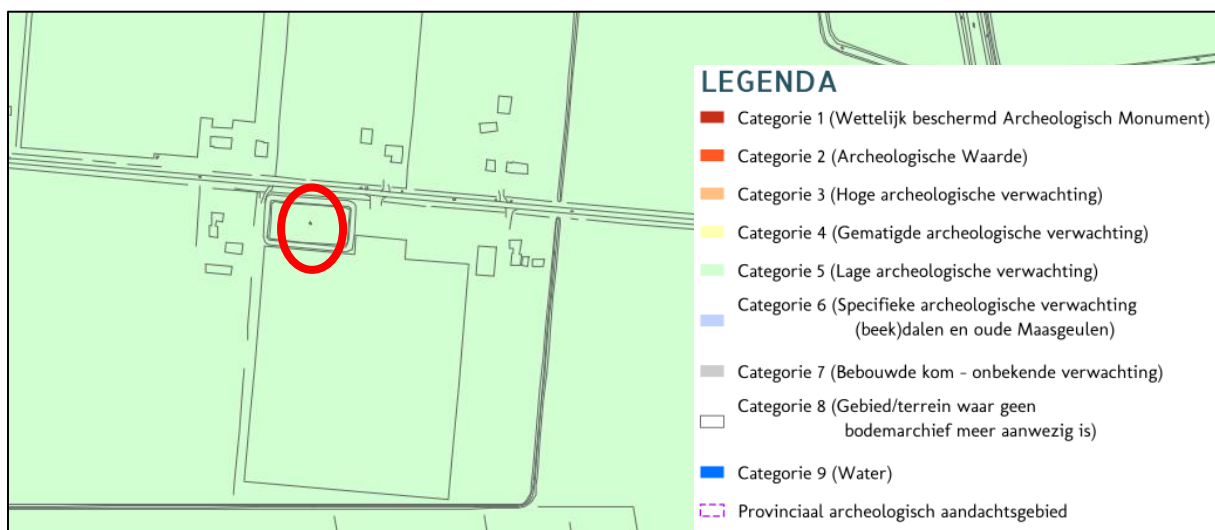 LEGENDA
Categorie 1 (Wettelijk beschermd Archeologisch Monument)
Categorie 2 (Archeologische Waarde)
Categorie 3 (Hoge archeologische verwachting)
Categorie 4 (Gematigde archeologische verwachting)
Categorie 5 (Lage archeologische verwachting)
Categorie 6 (Specifieke archeologische verwachting
(beek)dalen en oude Maasgeulen)
Categorie 7 (Bebouwde kom - onbekende verwachting)
Categorie 8 (Gebied/terrein waar geen
bodemarchief meer aanwezig is)
Categorie 9 (Water)
Provinciaal archeologisch aandachtsgebied